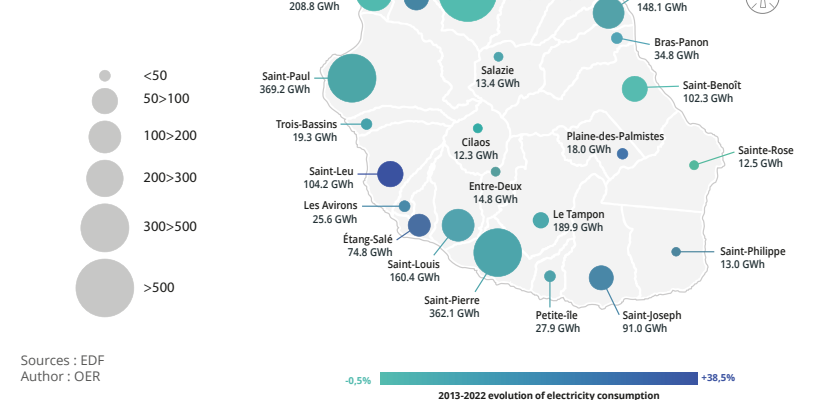 208.8 GWh
148.1 GWh
Bras-Panon
34.8 GWh
Salazie
13.4 GWh
Saint-Paul
369.2 GWh
<50
Saint-Benoît
102.3 GWh
50>100
Trois-Bassins
19.3 GWh
100>200
Cilaos
12.3 GWh
Plaine-des-Palmistes
18.0 GWh
Sainte-Rose
12.5 GWh
Saint-Leu
104.2 GWh
200>300
Entre-Deux
14.8 GWh
Les Avirons
25.6 GWh
Le Tampon
189.9 GWh
300>500
Étang-Salé
74.8 GWh
Saint-Louis
160.4 GWh
Saint-Philippe
13.0 GWh
>500
Saint-Pierre
362.1 GWh
Petite-île
27.9 GWh
Saint-Joseph
91.0 GWh
Sources : EDF
Author : OER
-0,5%
+38,5%
2013-2022 evolution of electricity consumption